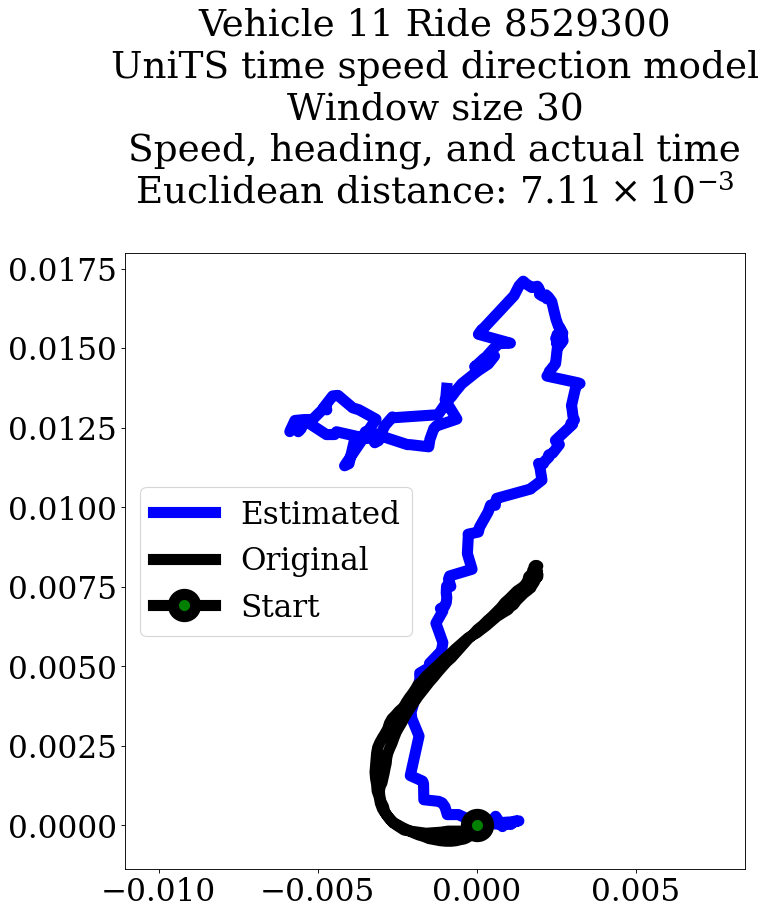 Vehicle 11 Ride 8529300
UniTS time speed direction model
Window size 30
Speed, heading, and actual time
Euclidean distance: 7.11 × 10⁻³
0.0175
0.0150
0.0125
0.0100
0.0075
0.0050
0.0025
0.0000
Estimated
Original
Start
−0.010 −0.005 0.000 0.005